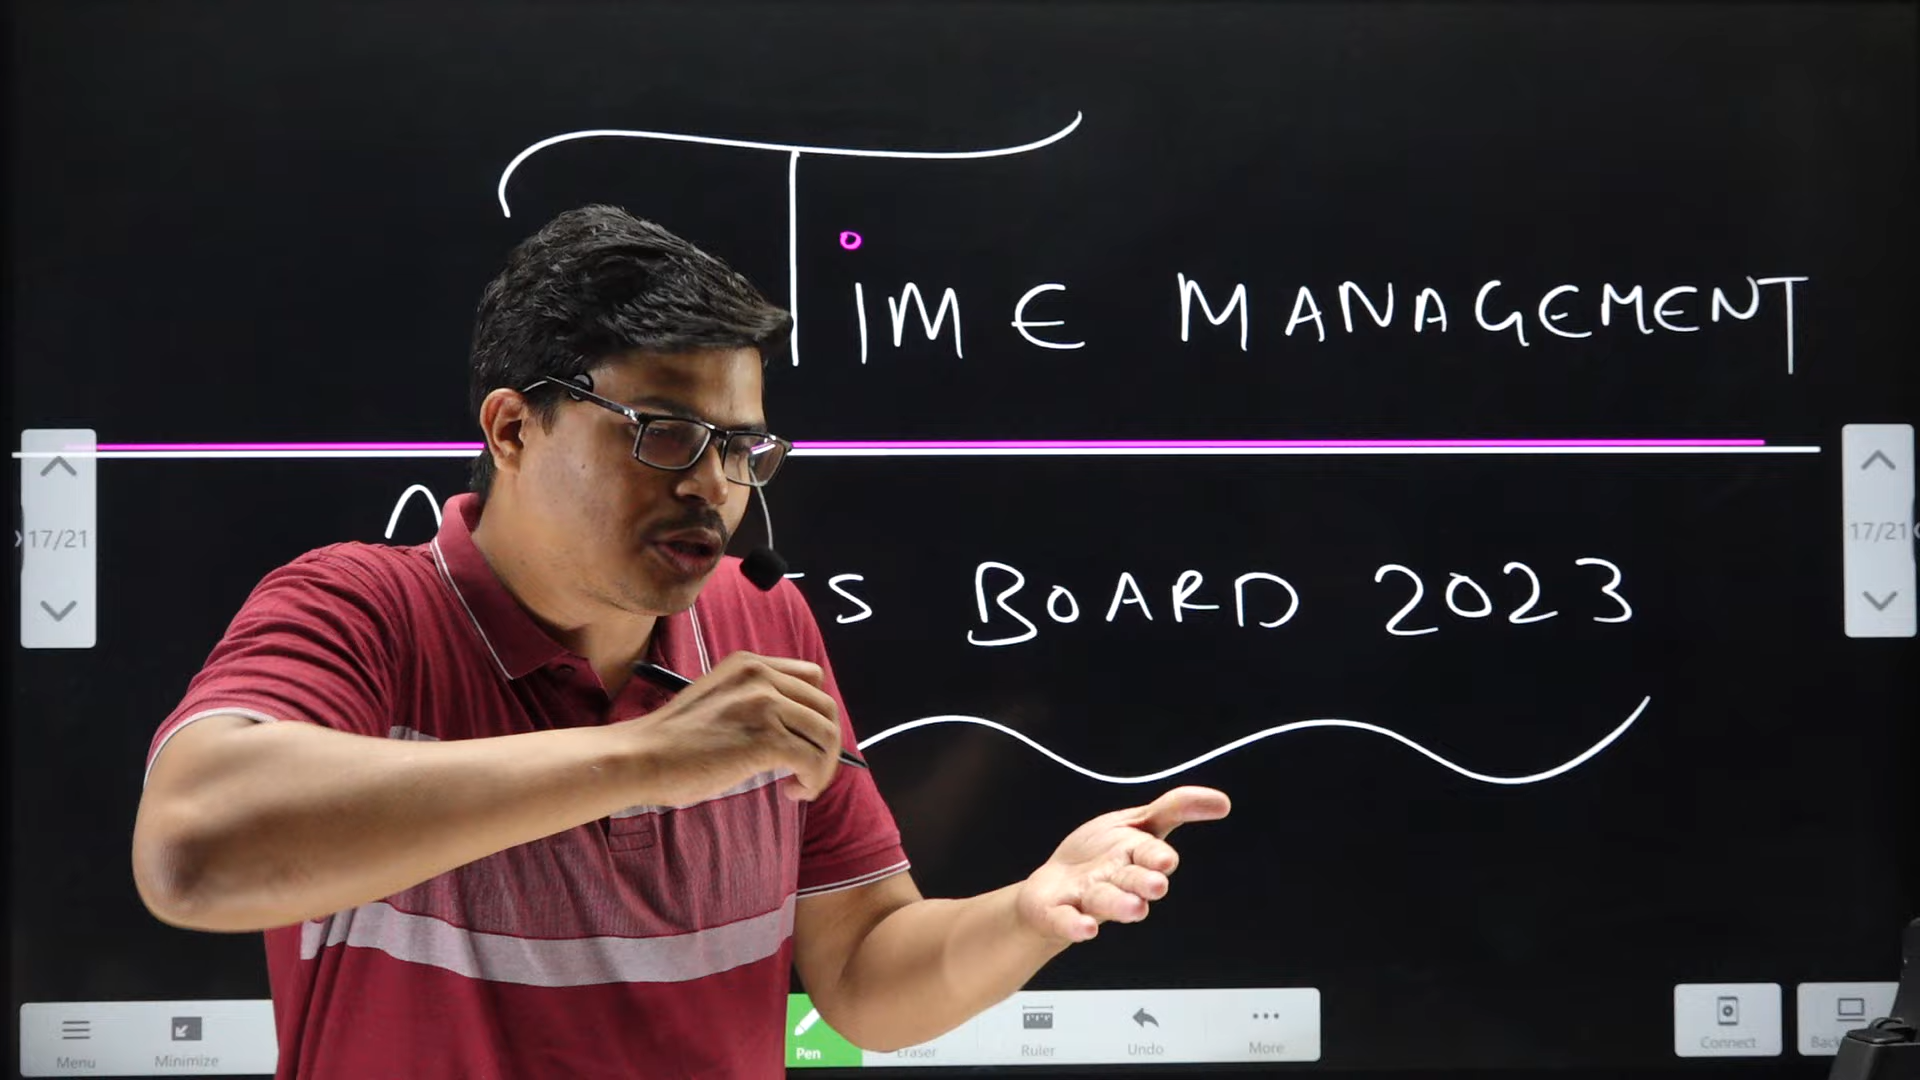 TIME MANAGEMENT
17/21
17/21
BOARD 2023
Menu Minimize Pen Eraser Ruler Undo More Connect